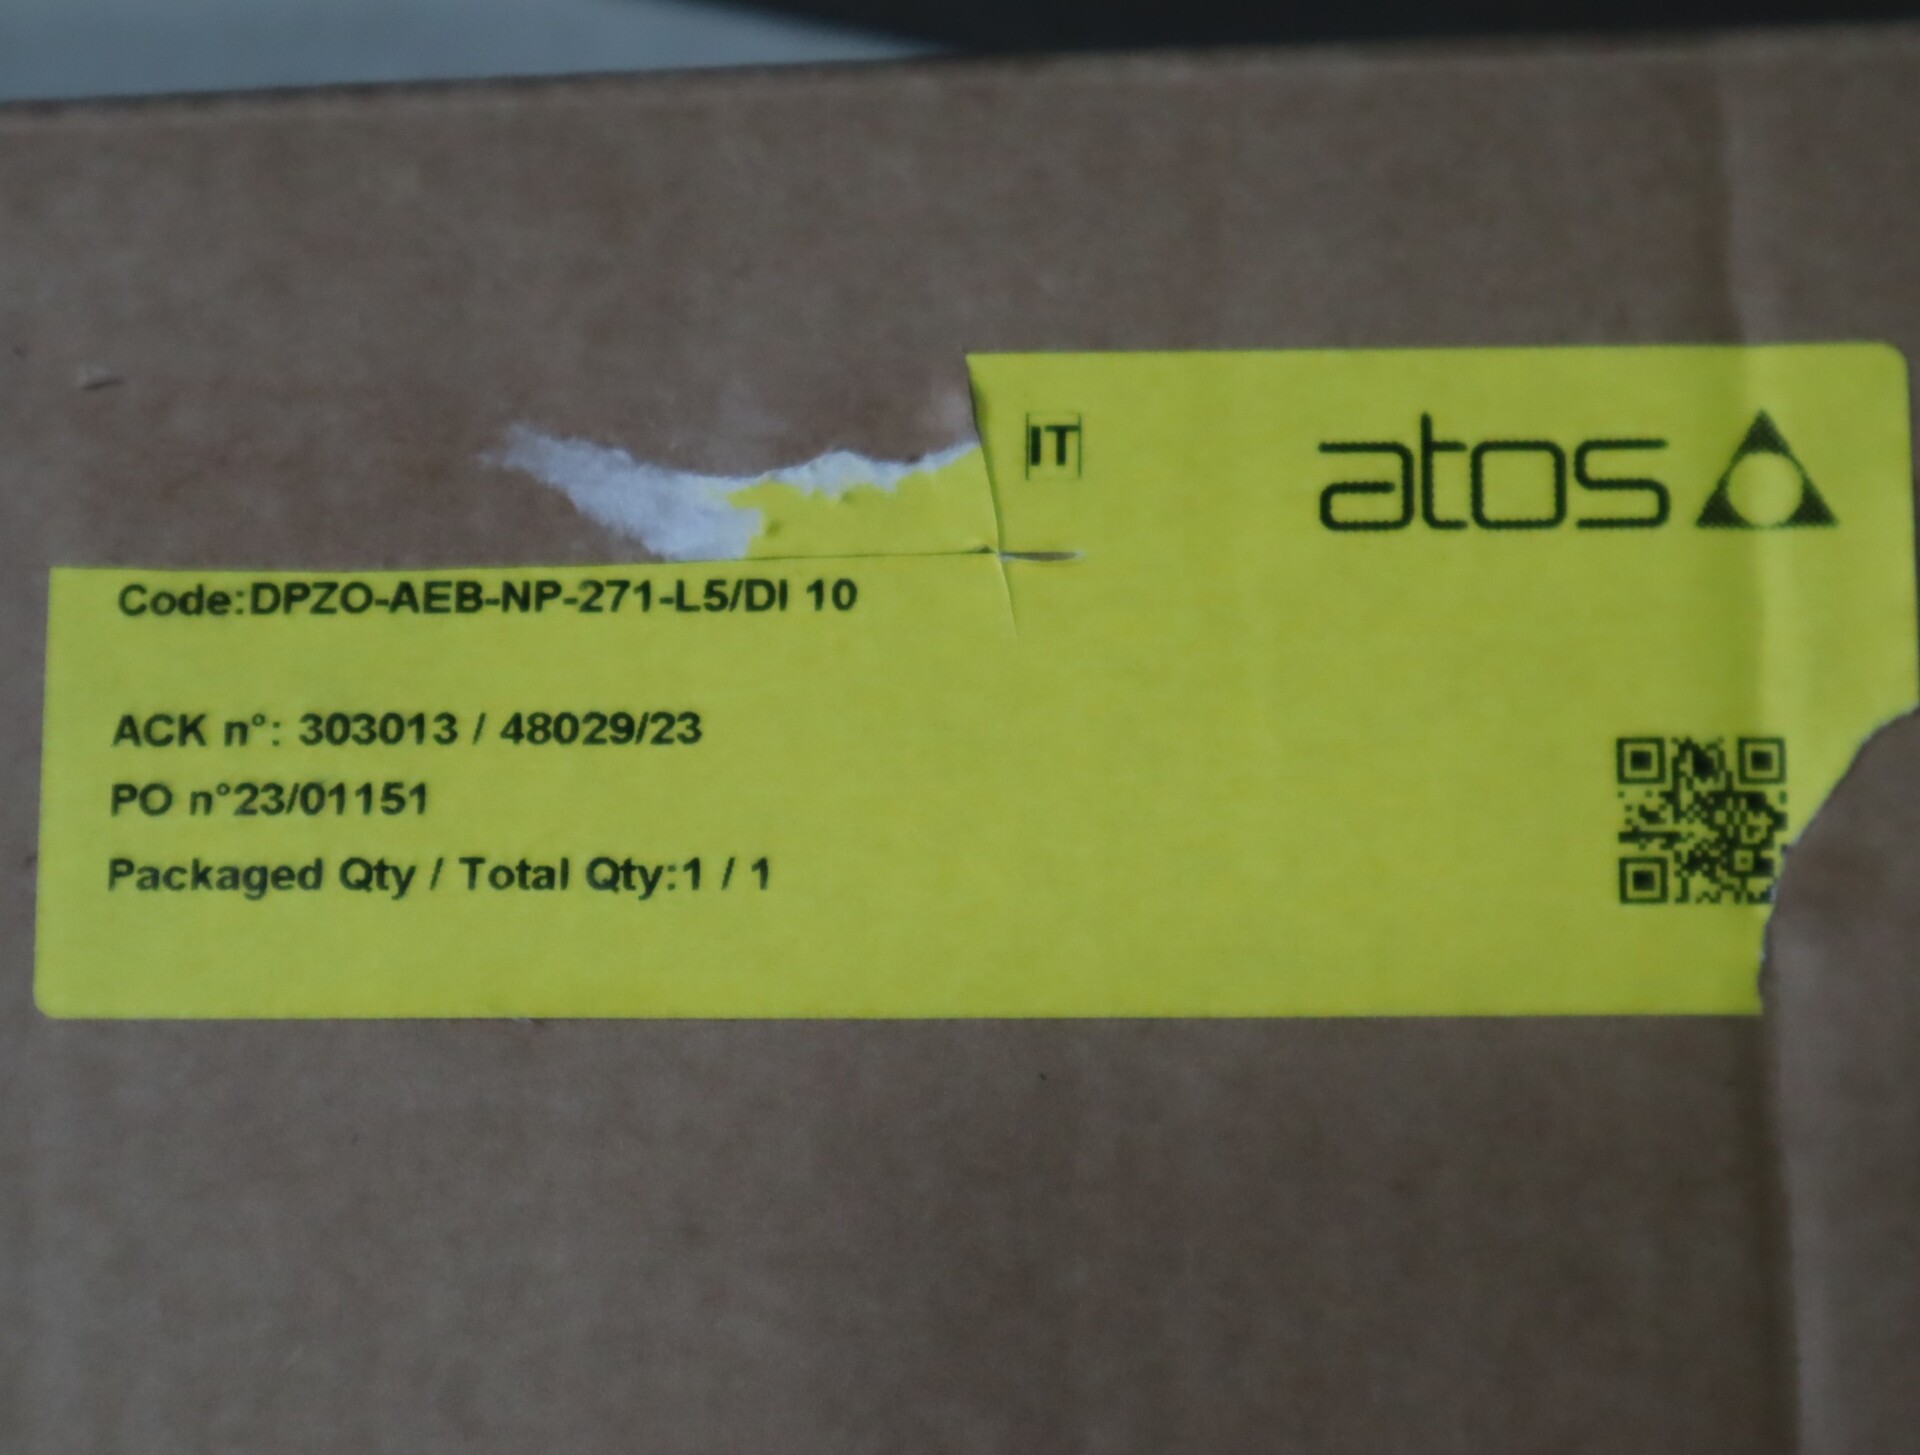 IT
atos
Code:DPZO-AEB-NP-271-L5/DI 10
ACK n°: 303013 / 48029/23
PO n°23/01151
Packaged Qty / Total Qty:1 / 1